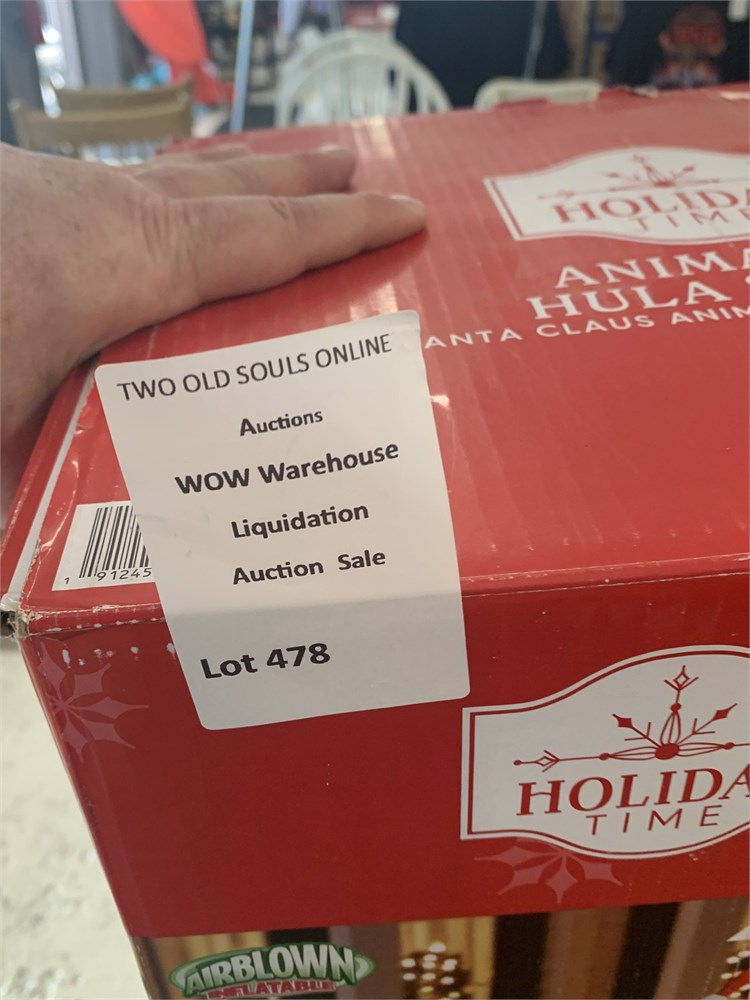 HOLIDA
TIME
ANIMA
HULA
ANTA CLAUS ANIM
TWO OLD SOULS ONLINE
Auctions
WOW Warehouse
Liquidation
Auction Sale
Lot 478
1 91245
HOLIDA
TIME
AIRBLOWN
INFLATABLE